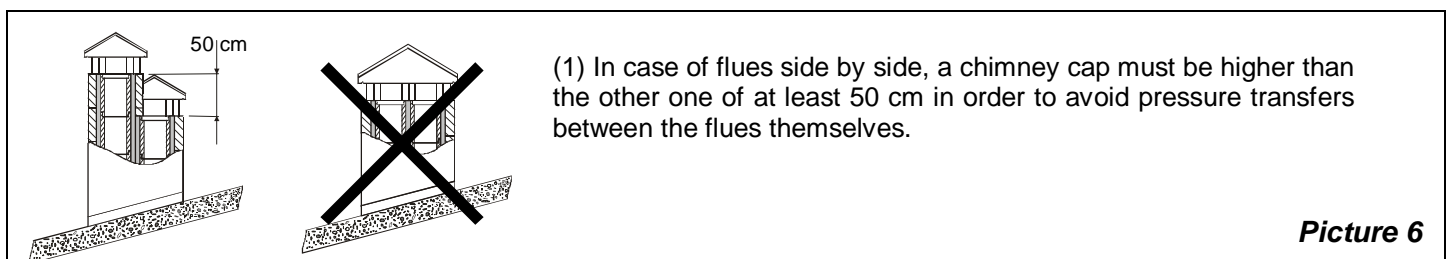 50 cm
(1) In case of flues side by side, a chimney cap must be higher than
the other one of at least 50 cm in order to avoid pressure transfers
between the flues themselves.
Picture 6